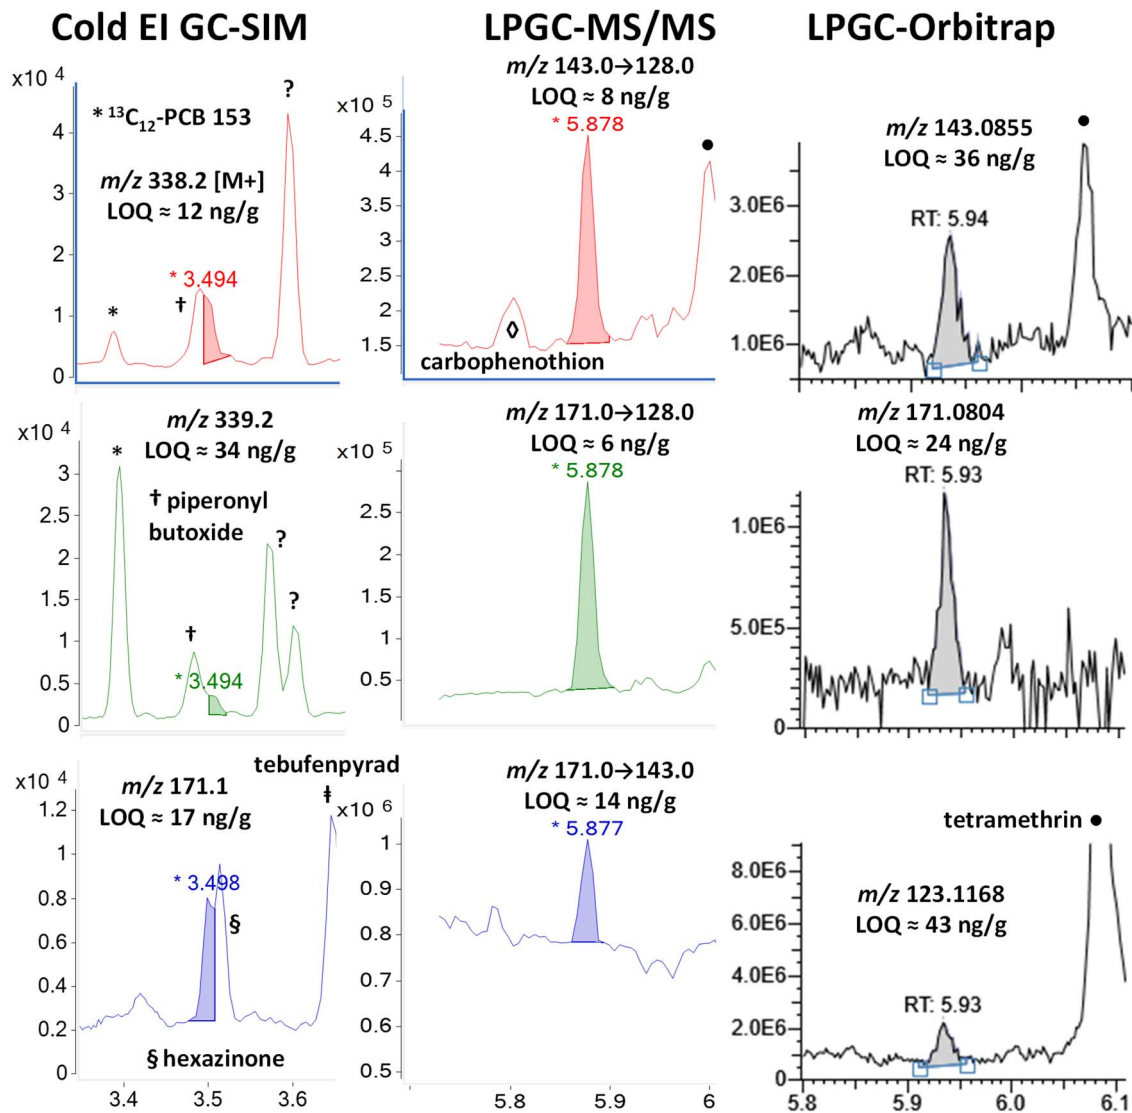 Cold EI GC-SIM
LPGC-MS/MS
LPGC-Orbitrap
x10 4
4
3
2
1
0
* ¹³C₁₂-PCB 153
m/z 338.2 [M+]
LOQ ≈ 12 ng/g
?
*
†
* 3.494
m/z 143.0→128.0
LOQ ≈ 8 ng/g
x10 5
* 5.878
4.5
4
3.5
3
2.5
2
1.5
●
◊
carbophenothion
m/z 143.0855
LOQ ≈ 36 ng/g
●
RT: 5.94
3.0E6
2.0E6
1.0E6
x10 4
3
2
1
0
m/z 339.2
LOQ ≈ 34 ng/g
*
† piperonyl
butoxide
?
?
†
* 3.494
m/z 171.0→128.0
LOQ ≈ 6 ng/g
x10 5
* 5.878
2.5
2
1.5
1
0.5
m/z 171.0804
LOQ ≈ 24 ng/g
RT: 5.93
1.0E6
5.0E5
0
x10 4
1.2
1
0.8
0.6
0.4
0.2
0
m/z 171.1
LOQ ≈ 17 ng/g
tebufenpyrad
‡
* 3.498
§
§ hexazinone
3.4
3.5
3.6
m/z 171.0→143.0
LOQ ≈ 14 ng/g
x10 6
* 5.877
1
0.9
0.8
0.7
0.6
0.5
5.8
5.9
6
tetramethrin ●
m/z 123.1168
LOQ ≈ 43 ng/g
RT: 5.93
8.0E6
6.0E6
4.0E6
2.0E6
0
5.8
5.9
6.0
6.1